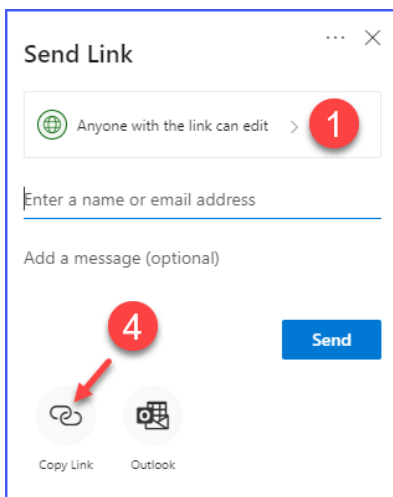 ...
Send Link
Anyone with the link can edit
1
Enter a name or email address
Add a message (optional)
4
Send
Copy Link
Outlook